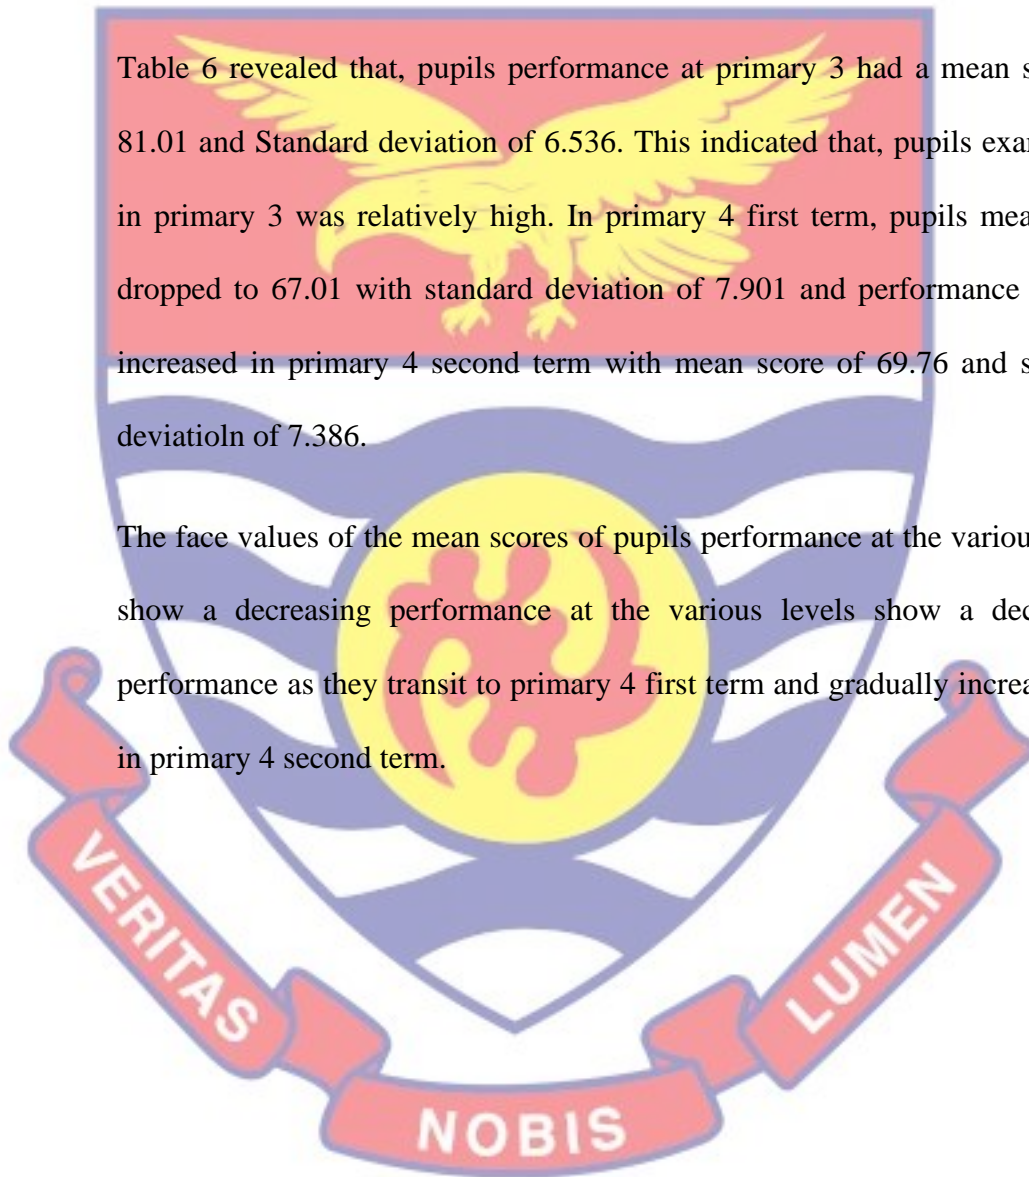 Table 6 revealed that, pupils performance at primary 3 had a mean s
81.01 and Standard deviation of 6.536. This indicated that, pupils exa
in primary 3 was relatively high. In primary 4 first term, pupils mea
dropped to 67.01 with standard deviation of 7.901 and performance
increased in primary 4 second term with mean score of 69.76 and s
deviatioln of 7.386.
The face values of the mean scores of pupils performance at the variou
show a decreasing performance at the various levels show a dec
performance as they transit to primary 4 first term and gradually increa
in primary 4 second term.
VERITAS
NOBIS
LUMEN